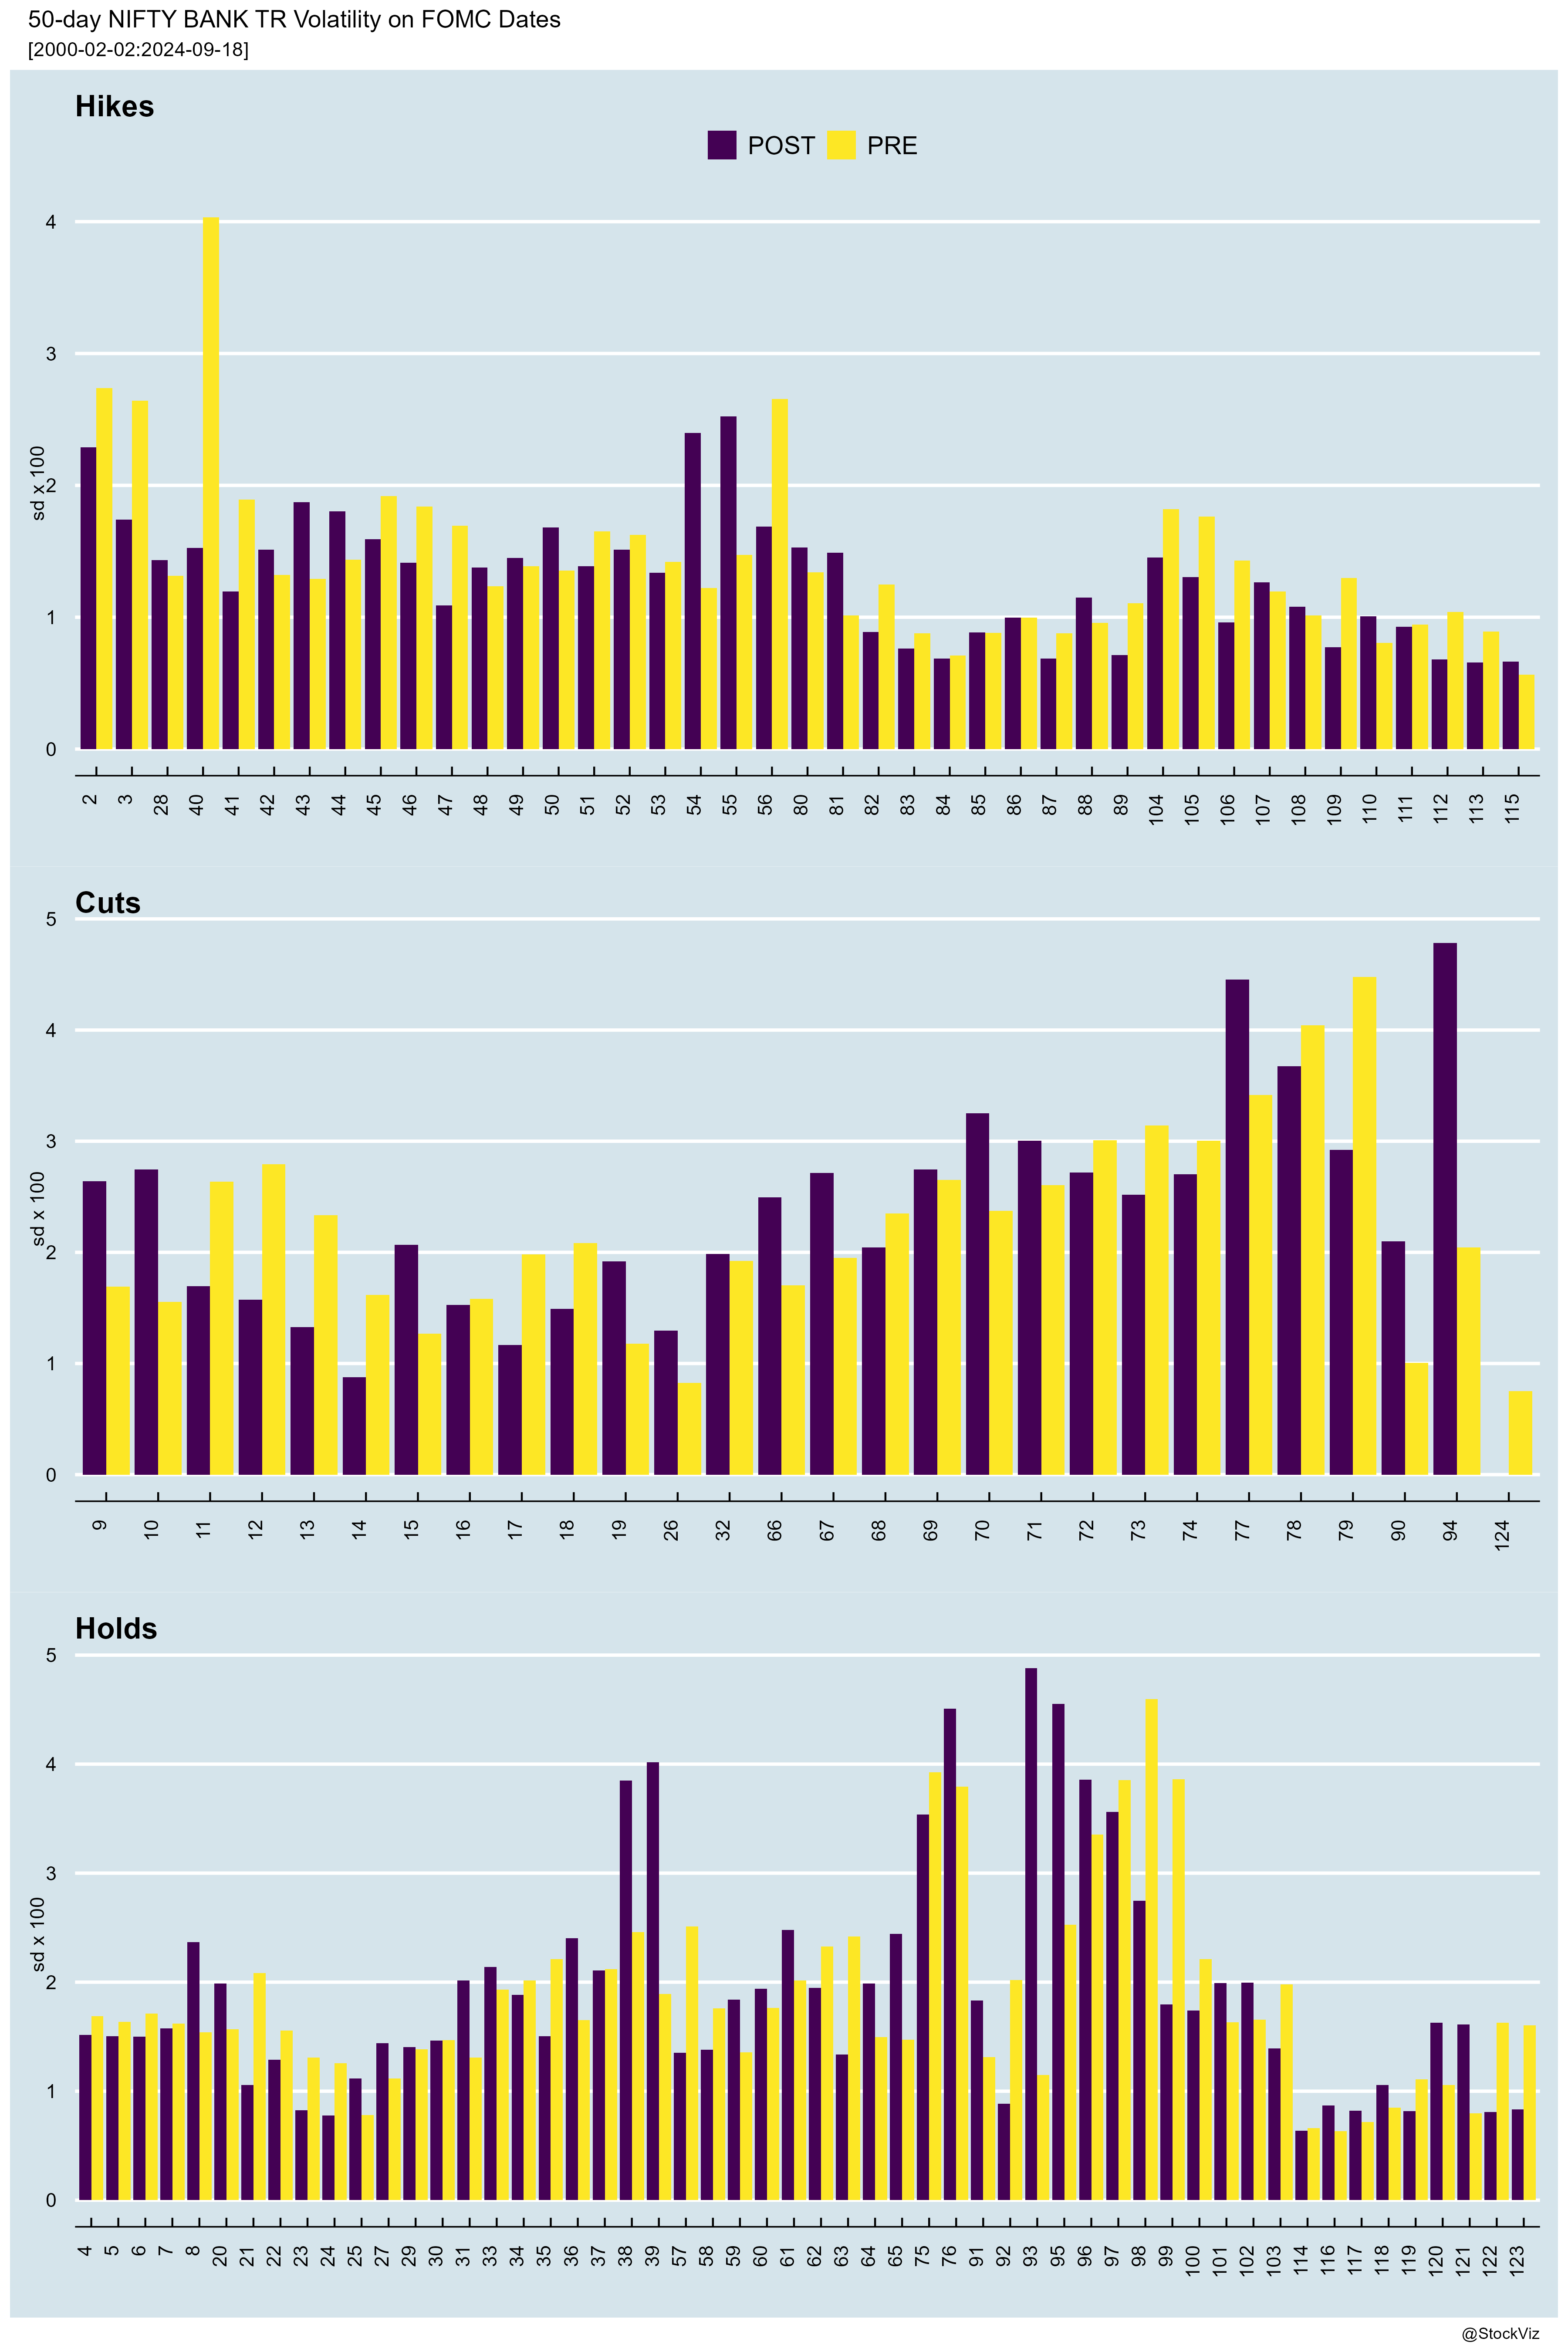 50-day NIFTY BANK TR Volatility on FOMC Dates
[2000-02-02:2024-09-18]
Hikes
POST PRE
4
3
2
1
0
sd x 100
2 3 28 40 41 42 43 44 45 46 47 48 49 50 51 52 53 54 55 56 80 81 82 83 84 85 86 87 88 89 104 105 106 107 108 109 110 111 112 113 115
Cuts
5
4
3
2
1
0
sd x 100
9 10 11 12 13 14 15 16 17 18 19 26 32 66 67 68 69 70 71 72 73 74 77 78 79 90 94 124
Holds
5
4
3
2
1
0
sd x 100
4 5 6 7 8 20 21 22 23 24 25 27 29 30 31 33 34 35 36 37 38 39 57 58 59 60 61 62 63 64 65 75 76 91 92 93 95 96 97 98 99 100 101 102 103 114 116 117 118 119 120 121 122 123
@StockViz